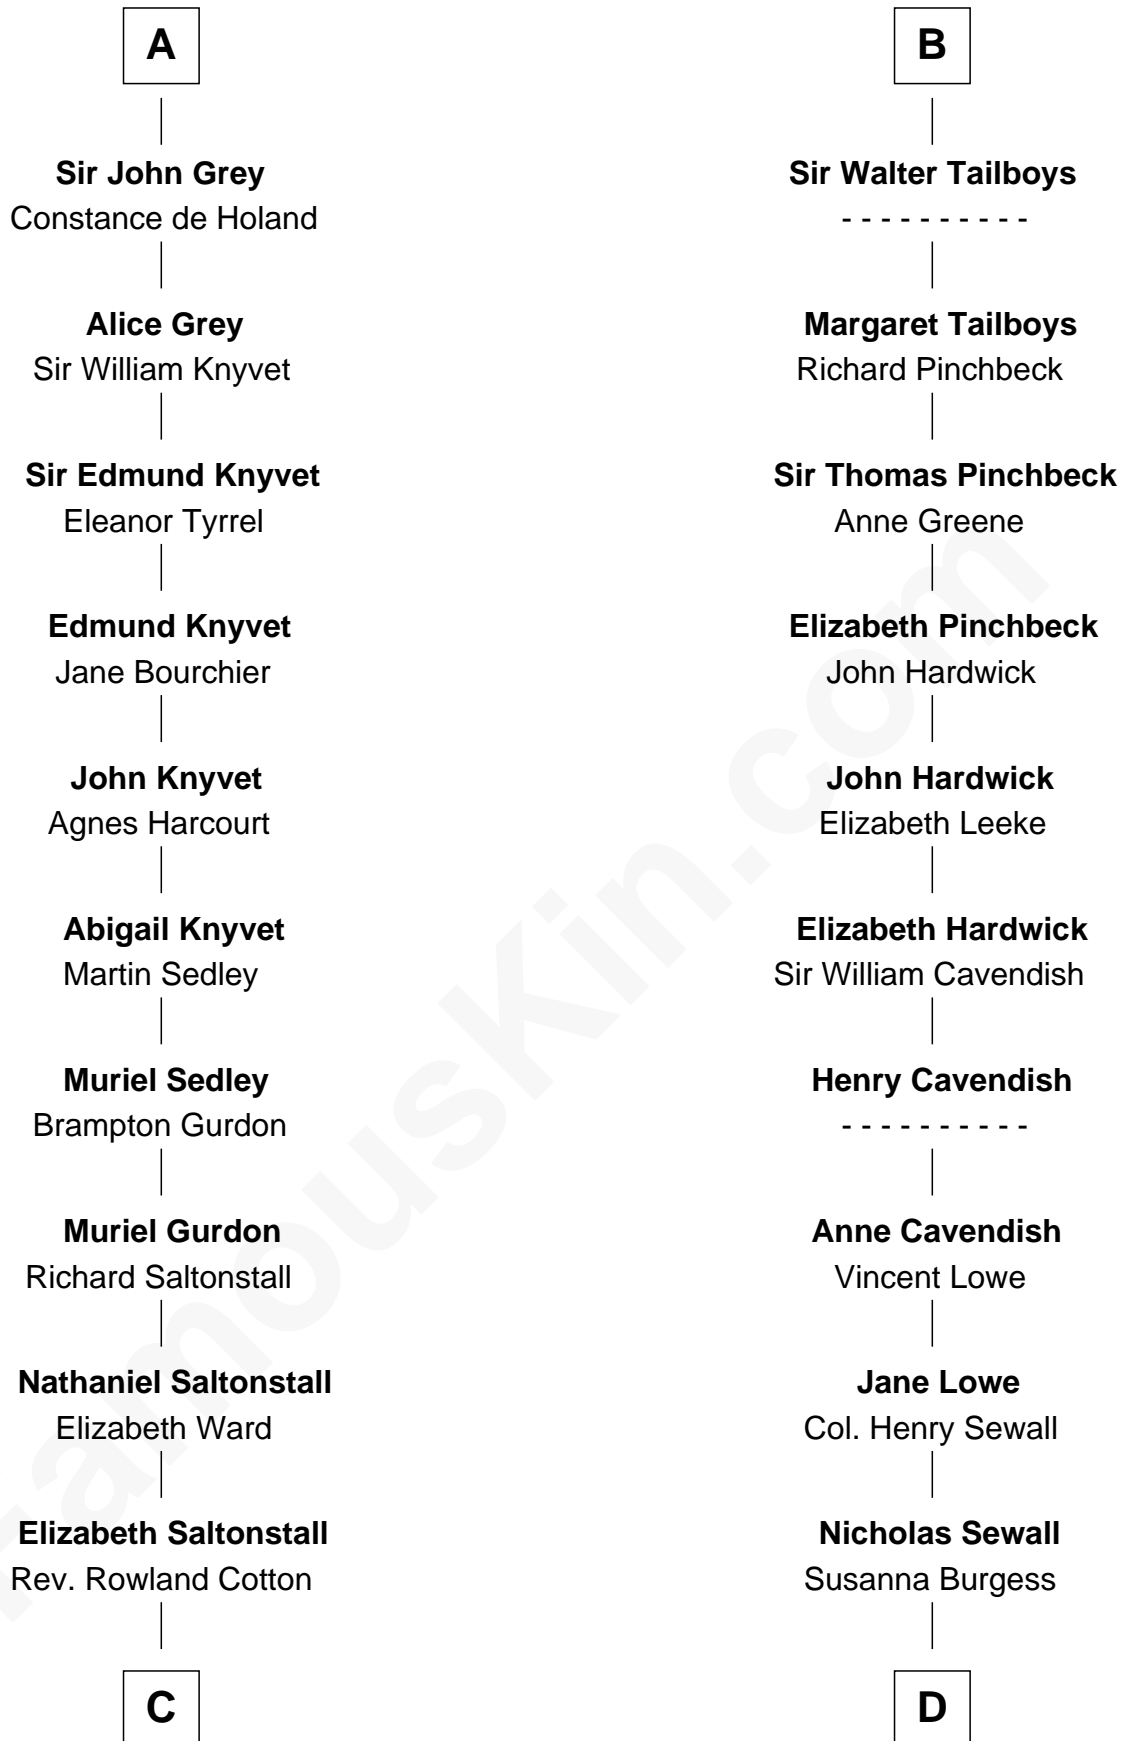 A
Sir John Grey
Constance de Holand
Alice Grey
Sir William Knyvet
Sir Edmund Knyvet
Eleanor Tyrrel
Edmund Knyvet
Jane Bourchier
John Knyvet
Agnes Harcourt
Abigail Knyvet
Martin Sedley
Muriel Sedley
Brampton Gurdon
Muriel Gurdon
Richard Saltonstall
Nathaniel Saltonstall
Elizabeth Ward
Elizabeth Saltonstall
Rev. Rowland Cotton
C
B
Sir Walter Tailboys
- - - - - - - - - -
Margaret Tailboys
Richard Pinchbeck
Sir Thomas Pinchbeck
Anne Greene
Elizabeth Pinchbeck
John Hardwick
John Hardwick
Elizabeth Leeke
Elizabeth Hardwick
Sir William Cavendish
Henry Cavendish
- - - - - - - - - -
Anne Cavendish
Vincent Lowe
Jane Lowe
Col. Henry Sewall
Nicholas Sewall
Susanna Burgess
D
FamousKin.com